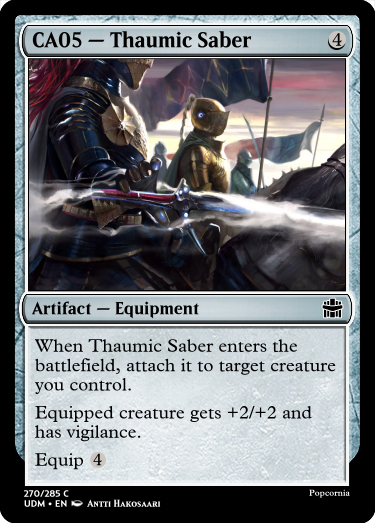 CA05 — Thaumic Saber 4
Artifact — Equipment
When Thaumic Saber enters the
battlefield, attach it to target creature
you control.
Equipped creature gets +2/+2 and
has vigilance.
Equip 4
270/285 C
Popcornia
UDM • EN Antti Hakosaari